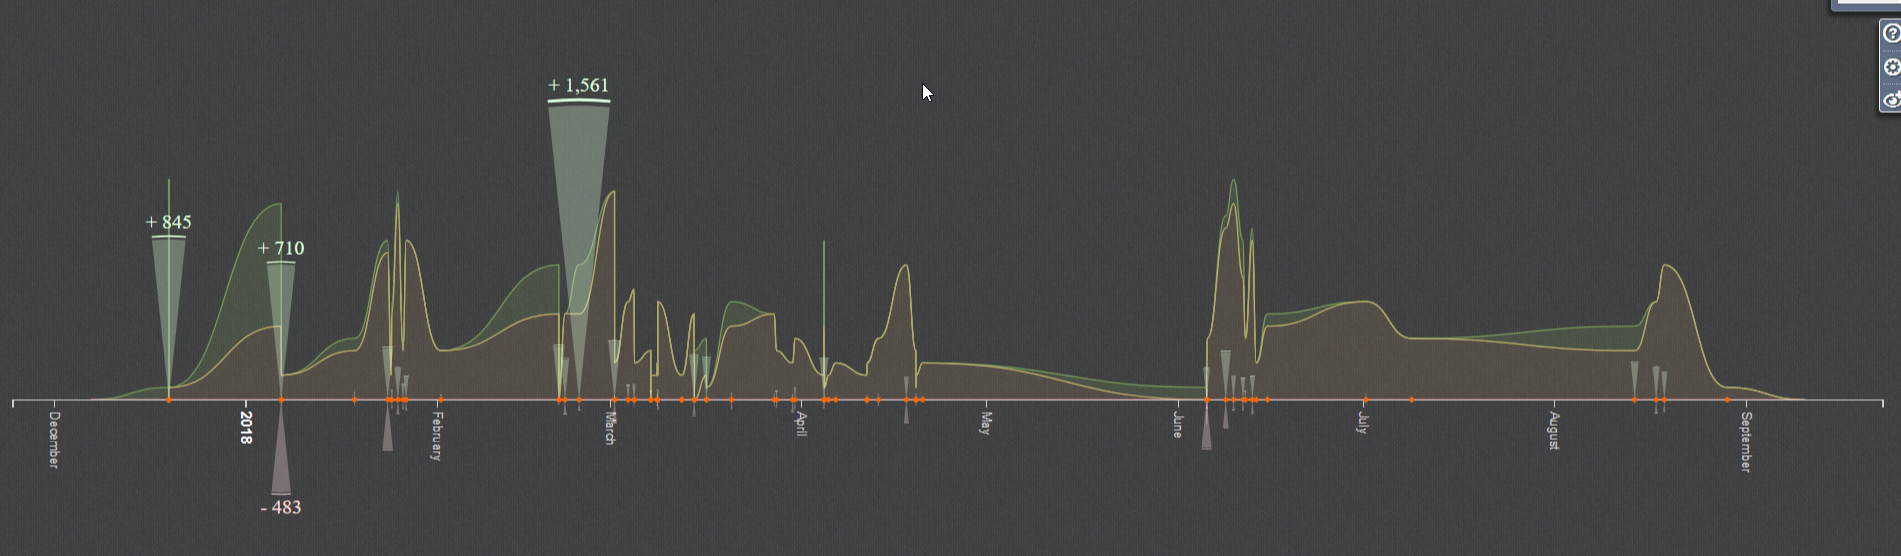 + 1,561
+ 845
+ 710
December
2018
February
March
April
May
June
July
August
September
- 483
?